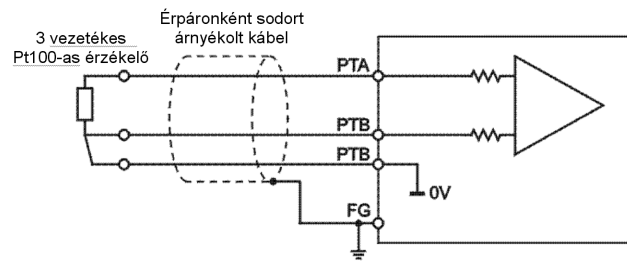 Érpáronként sodort
árnyékolt kábel
3 vezetékes
Pt100-as érzékelő
PTA
PTB
PTB
0V
FG